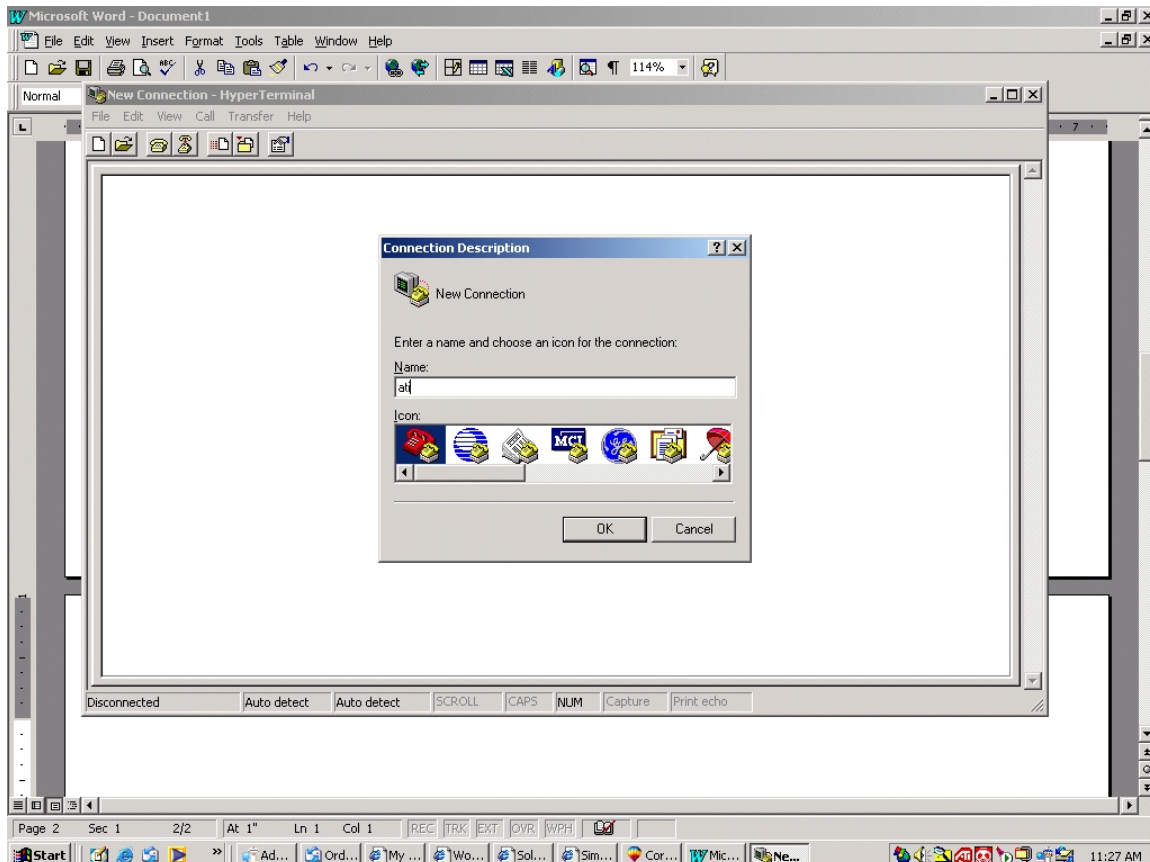 Microsoft Word - Document1
File Edit View Insert Format Tools Table Window Help
ABC
114%
Normal
New Connection - HyperTerminal
File Edit View Call Transfer Help
7
Connection Description
New Connection
Enter a name and choose an icon for the connection:
Name:
ati
Icon:
MCI
OK Cancel
Disconnected Auto detect Auto detect SCROLL CAPS NUM Capture Print echo
Page 2 Sec 1 2/2 At 1" Ln 1 Col 1 REC TRK EXT OVR WPH
Start » Ad... Ord... My ... Wo... Sol... Sim... Cor... Mic... Ne... 11:27 AM